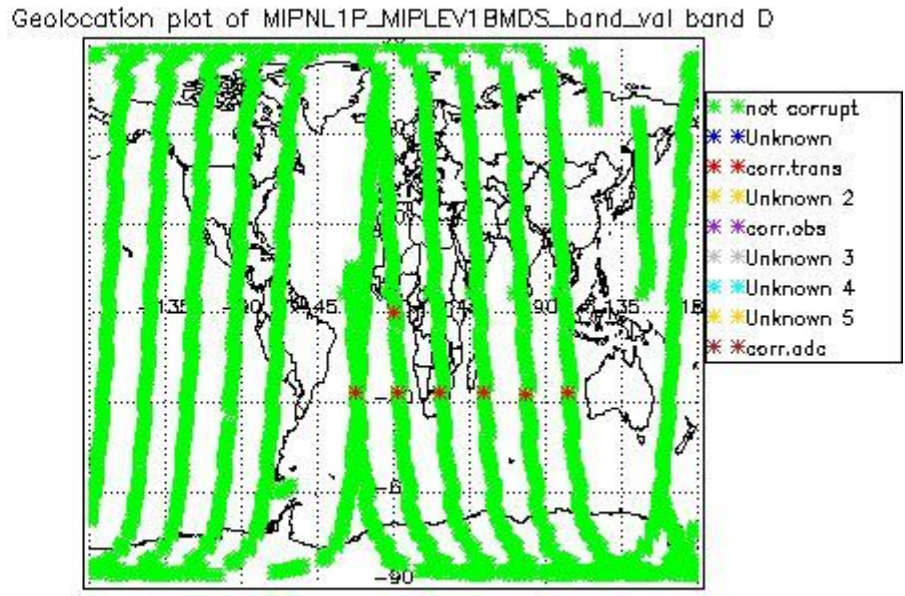 Geolocation plot of MIPNL1P_MIPLEV1BMDS_band_val band D
not corrupt
Unknown
corr.trans
Unknown 2
corr.obs
Unknown 3
Unknown 4
Unknown 5
corr.adc
135
45
45
90
135
-90